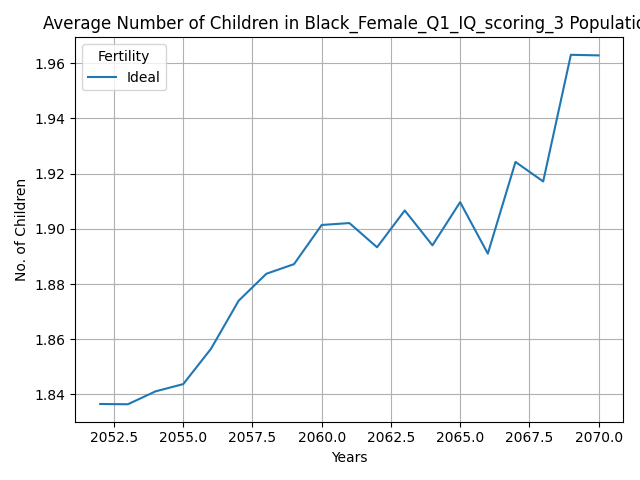 Average Number of Children in Black_Female_Q1_IQ_scoring_3 Populatio
Fertility
Ideal
1.96
1.94
1.92
1.90
1.88
1.86
1.84
No. of Children
2052.5 2055.0 2057.5 2060.0 2062.5 2065.0 2067.5 2070.0
Years